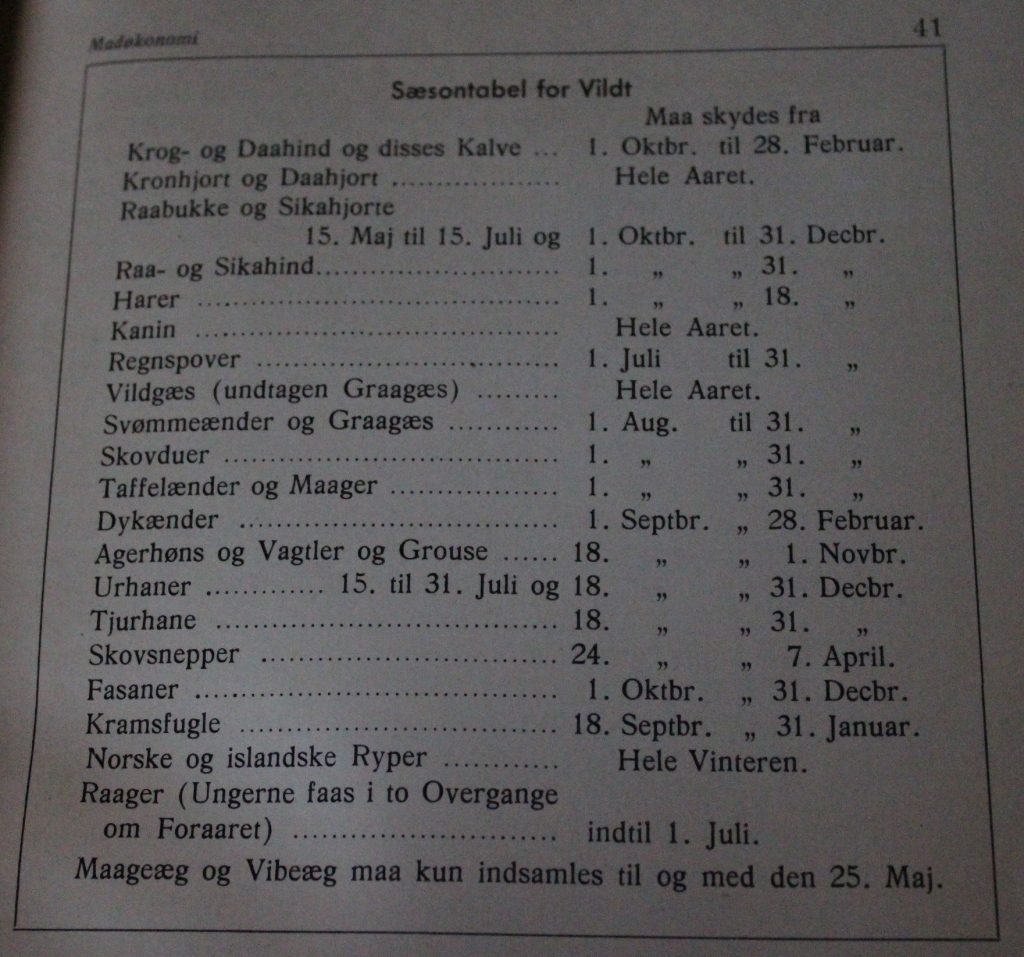 Madøkonomi 41
Sæsontabel for Vildt
Maa skydes fra
Krog- og Daahind og disses Kalve ... 1. Oktbr. til 28. Februar.
Kronhjort og Daahjort ................... Hele Aaret.
Raabukke og Sikahjorte
15. Maj til 15. Juli og 1. Oktbr. til 31. Decbr.
Raa- og Sikahind........................... 1. „ „ 31. „
Harer ........................................ 1. „ „ 18. „
Kanin ........................................ Hele Aaret.
Regnspover ................................. 1. Juli til 31. „
Vildgæs (undtagen Graagæs) ......... Hele Aaret.
Svømmeænder og Graagæs ............ 1. Aug. til 31. „
Skovduer ..................................... 1. „ „ 31. „
Taffelænder og Maager ................... 1. „ „ 31. „
Dykænder ................................... 1. Septbr. „ 28. Februar.
Agerhøns og Vagtler og Grouse ...... 18. „ „ 1. Novbr.
Urhaner ............. 15. til 31. Juli og 18. „ „ 31. Decbr.
Tjurhane ..................................... 18. „ „ 31. „
Skovsnepper ................................. 24. „ „ 7. April.
Fasaner ....................................... 1. Oktbr. „ 31. Decbr.
Kramsfugle .................................. 18. Septbr. „ 31. Januar.
Norske og islandske Ryper ............ Hele Vinteren.
Raager (Ungerne faas i to Overgange
om Foraaret) ............................. indtil 1. Juli.
Maageæg og Vibeæg maa kun indsamles til og med den 25. Maj.